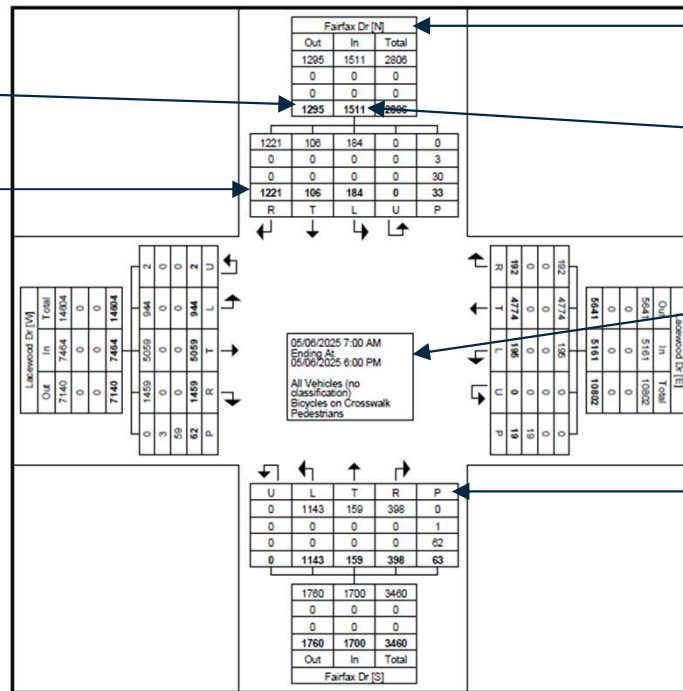 Fairfax Dr [N]
Out In Total
1295 1511 2806
0 0 0
0 0 0
1295 1511 2806
1221 106 184 0 0
0 0 0 0 3
0 0 0 0 30
1221 106 184 0 33
R T L U P
Lacewood Dr [W]
Out In Total
7140 7464 14604
0 0 0
0 0 0
7140 7464 14604
0 1459 5059 944 2
3 0 0 0 0
59 0 0 0 0
62 1459 5059 944 2
P R T L U
05/06/2025 7:00 AM
Ending At
05/06/2025 6:00 PM
All Vehicles (no
classification)
Bicycles on Crosswalk
Pedestrians
Lacewood Dr [E]
Out In Total
5641 5161 10802
0 0 0
0 0 0
5641 5161 10802
192 4774 195 0 0
0 0 0 0 0
0 0 0 0 19
192 4774 195 0 19
R T L U P
U L T R P
0 1143 159 398 0
0 0 0 0 1
0 0 0 0 62
0 1143 159 398 63
1760 1700 3460
0 0 0
0 0 0
1760 1700 3460
Out In Total
Fairfax Dr [S]